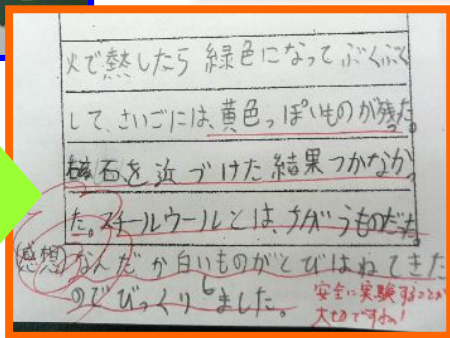 火で熱したら緑色になってぶくぶく
して、さいごには、黄色っぽいものが残った。
磁石を近づけた結果つかなかっ
た。スチールウールとは、ちがうものだった。
感想 なんだか白いものがとびはねてきた
のでびっくりしました。
安全に実験することが
大切ですね!